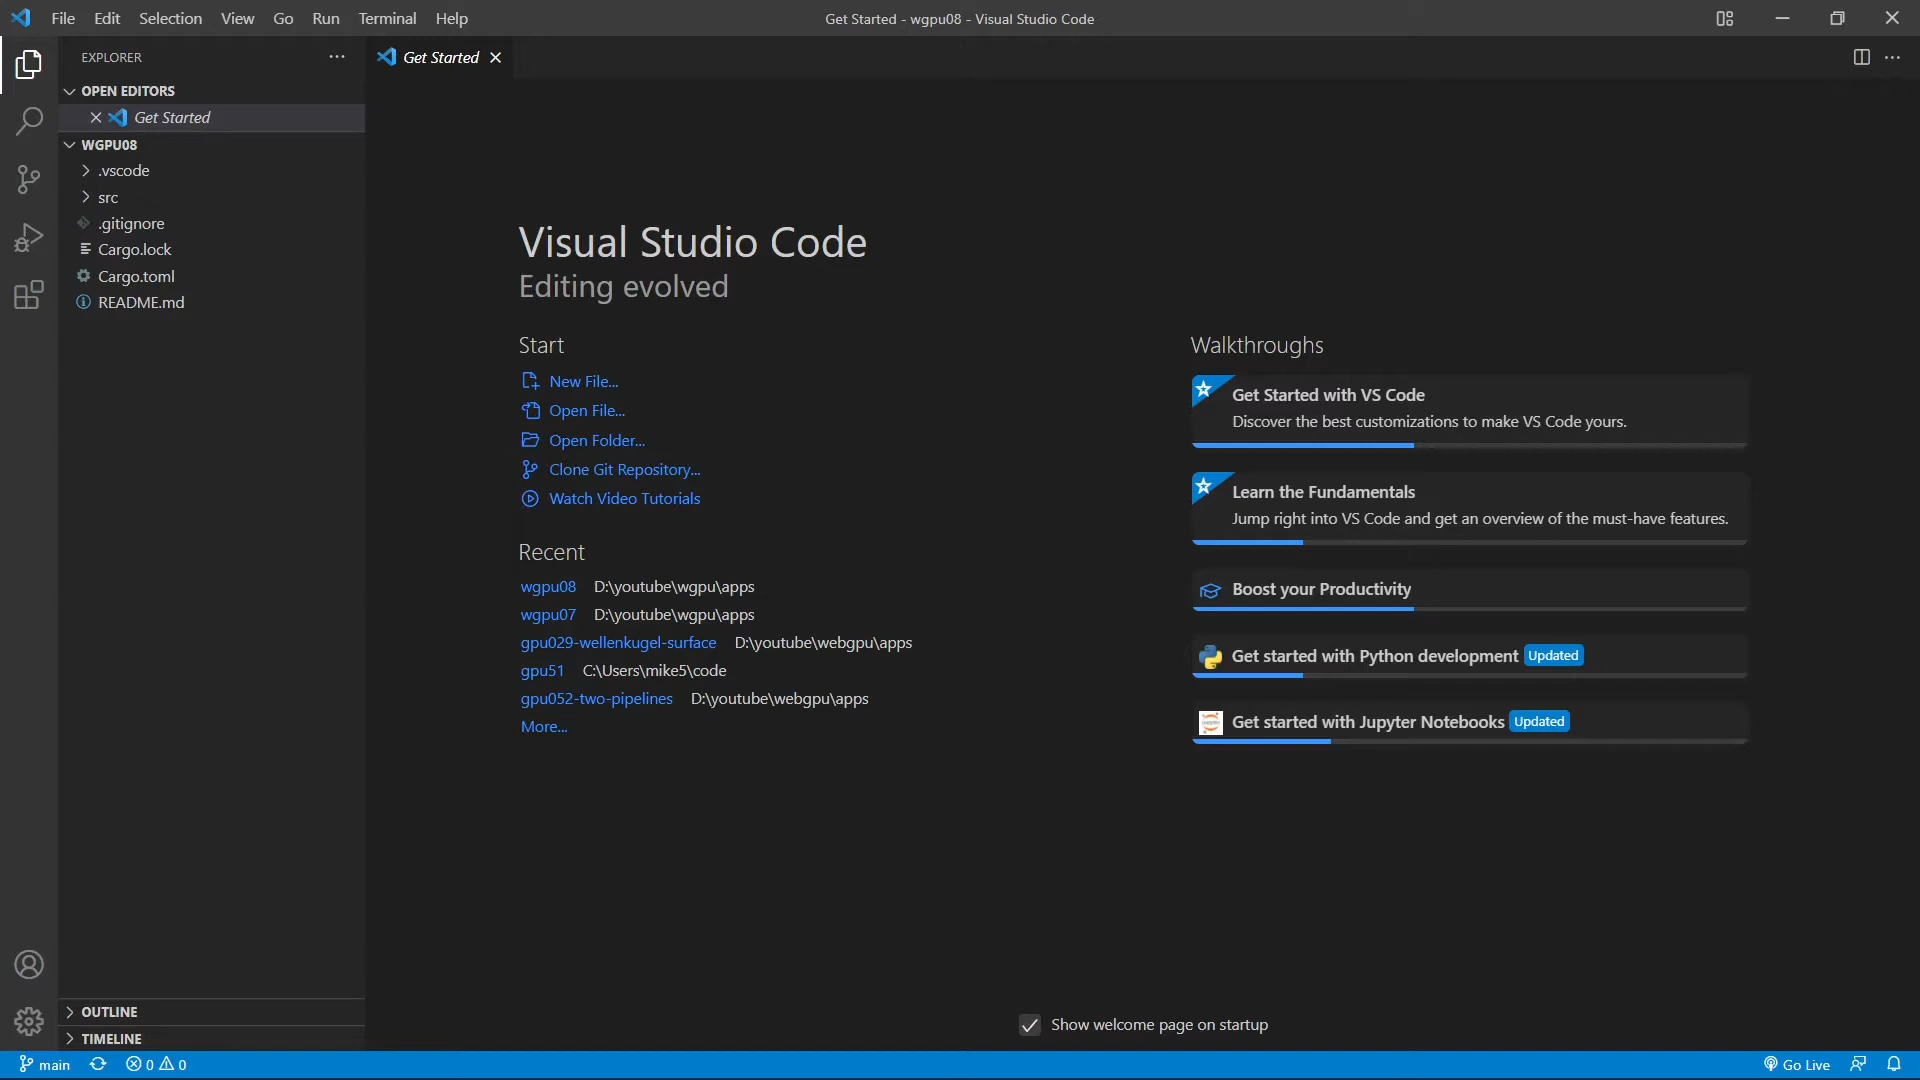 File Edit Selection View Go Run Terminal Help
Get Started - wgpu08 - Visual Studio Code
EXPLORER
OPEN EDITORS
Get Started
WGPU08
.vscode
src
.gitignore
Cargo.lock
Cargo.toml
README.md
OUTLINE
TIMELINE
Get Started
Visual Studio Code
Editing evolved
Start
New File...
Open File...
Open Folder...
Clone Git Repository...
Watch Video Tutorials
Recent
wgpu08 D:\youtube\wgpu\apps
wgpu07 D:\youtube\wgpu\apps
gpu029-wellenkugel-surface D:\youtube\webgpu\apps
gpu51 C:\Users\mike5\code
gpu052-two-pipelines D:\youtube\webgpu\apps
More...
Walkthroughs
Get Started with VS Code
Discover the best customizations to make VS Code yours.
Learn the Fundamentals
Jump right into VS Code and get an overview of the must-have features.
Boost your Productivity
Get started with Python development Updated
Get started with Jupyter Notebooks Updated
Show welcome page on startup
main 0 0 Go Live